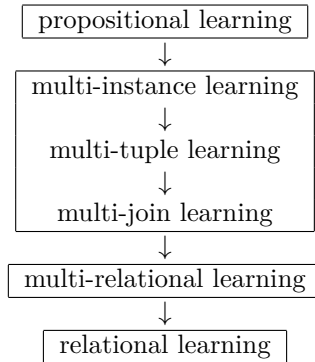 propositional learning
multi-instance learning
multi-tuple learning
multi-join learning
multi-relational learning
relational learning